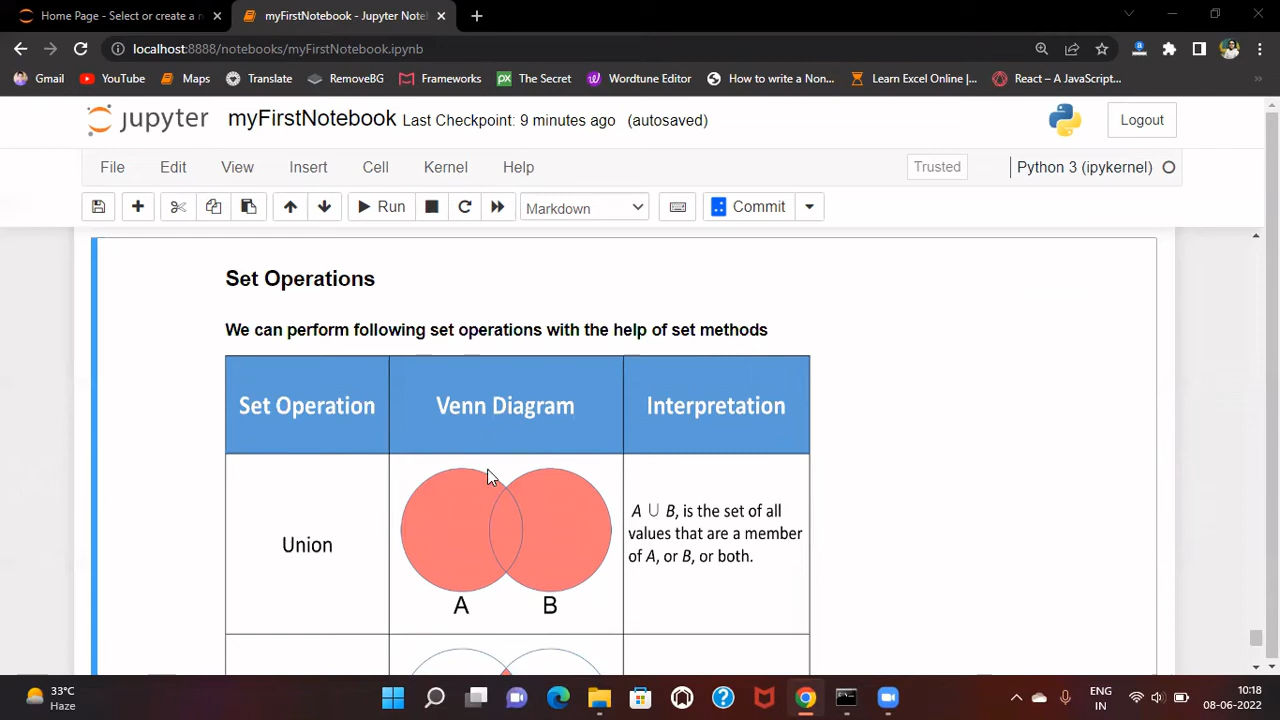 Home Page - Select or create a n
myFirstNotebook - Jupyter Note
localhost:8888/notebooks/myFirstNotebook.ipynb
Gmail YouTube Maps Translate RemoveBG Frameworks px The Secret Wordtune Editor How to write a Non... Learn Excel Online |... React – A JavaScript...
jupyter myFirstNotebook Last Checkpoint: 9 minutes ago (autosaved) Logout
File Edit View Insert Cell Kernel Help Trusted Python 3 (ipykernel)
Run Markdown Commit
Set Operations
We can perform following set operations with the help of set methods
Set Operation Venn Diagram Interpretation
Union
A B
A ∪ B, is the set of all
values that are a member
of A, or B, or both.
33°C
Haze
ENG
IN
10:18
08-06-2022